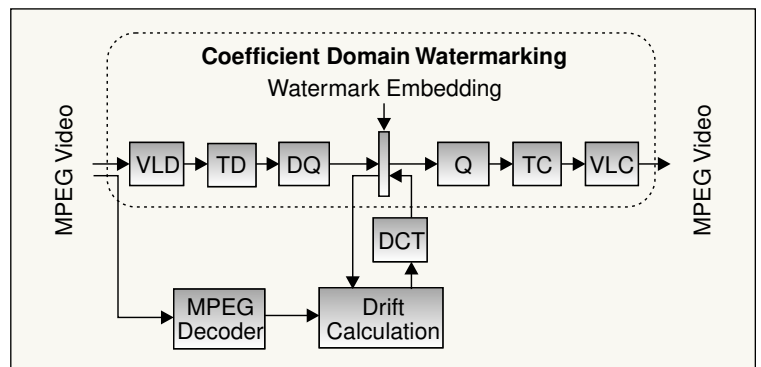 Coefficient Domain Watermarking
Watermark Embedding
MPEG Video
VLD
TD
DQ
Q
TC
VLC
MPEG Video
DCT
MPEG
Decoder
Drift
Calculation